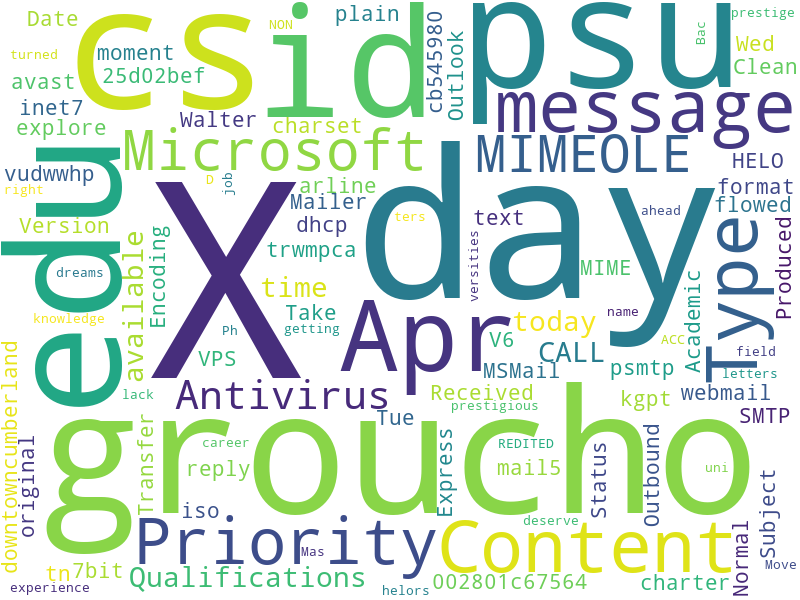 Date
plain
csid
psu
NON
prestige
turned
moment
Bac
Wed
avast
25d02bef
cb545980
Outlook
Clean
inet7
Walter
message
explore
charset
Microsoft
MIMEOLE
HELO
edu
vudwwhp
arline
format
right
D
job
Mailer
text
flowed
X
day
ters
ahead
Version
dhcp
Type
Produced
Encoding
trwmpca
versities
MIME
dreams
available
time
Academic
knowledge
Ph
Take
Apr
name
getting
V6
today
ACC
VPS
CALL
field
downtowncumberland
MSMail
psmtp
letters
lack
Antivirus
Received
kgpt
webmail
prestigious
SMTP
Tue
groucho
original
Transfer
career
REDITED
reply
Express
mail5
uni
Status
Outbound
Subject
iso
deserve
Priority
Mas
Content
Normal
Move
tn
7bit
Qualifications
002801c67564
charter
experience
helors